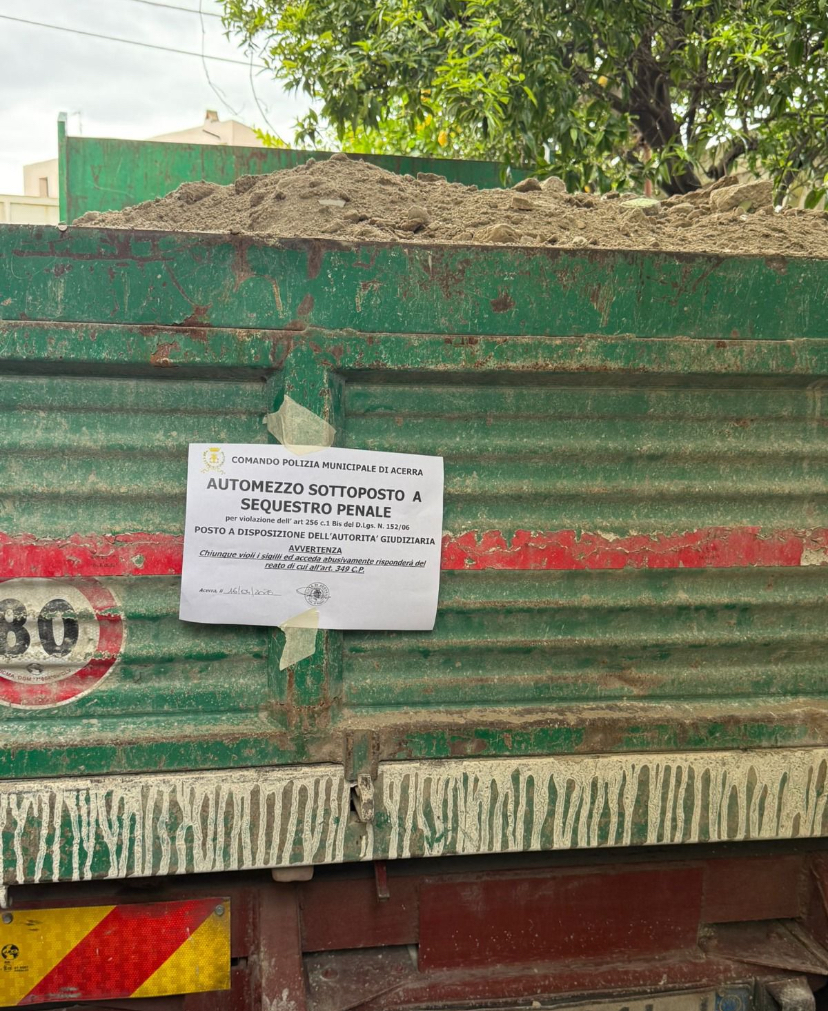 COMANDO POLIZIA MUNICIPALE DI ACERRA
AUTOMEZZO SOTTOPOSTO A
SEQUESTRO PENALE
per violazione dell' art 256 c.1 Bis del D.Lgs. N. 152/06
POSTO A DISPOSIZIONE DELL'AUTORITA' GIUDIZIARIA
AVVERTENZA
Chiunque violi i sigilli ed acceda abusivamente risponderà del
reato di cui all'art. 349 C.P.
Acerra, lì
80